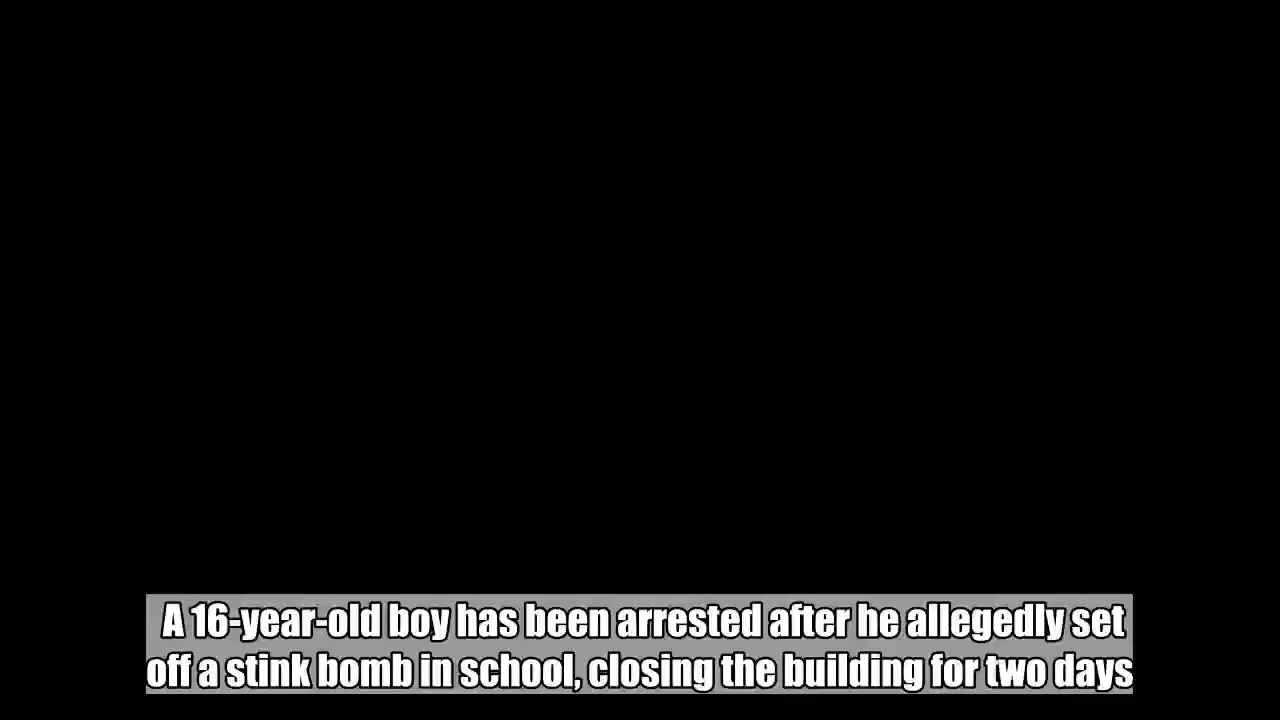 A 16-year-old boy has been arrested after he allegedly set
off a stink bomb in school, closing the building for two days